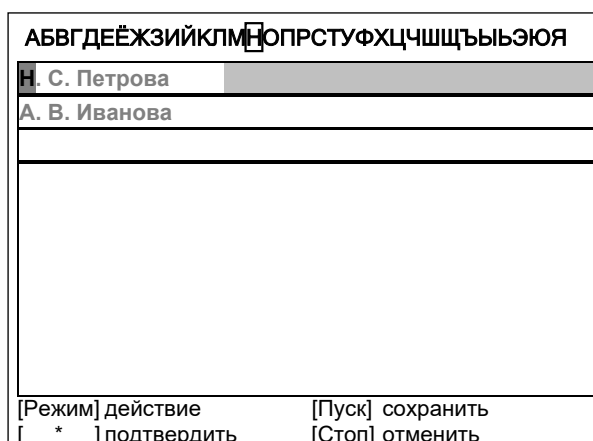 АБВГДЕЁЖЗИЙКЛМНОПРСТУФХЦЧШЩЪЫЬЭЮЯ
Н. С. Петрова
А. В. Иванова
[Режим] действие [Пуск] сохранить
[ * ] подтвердить [Стоп] отменить